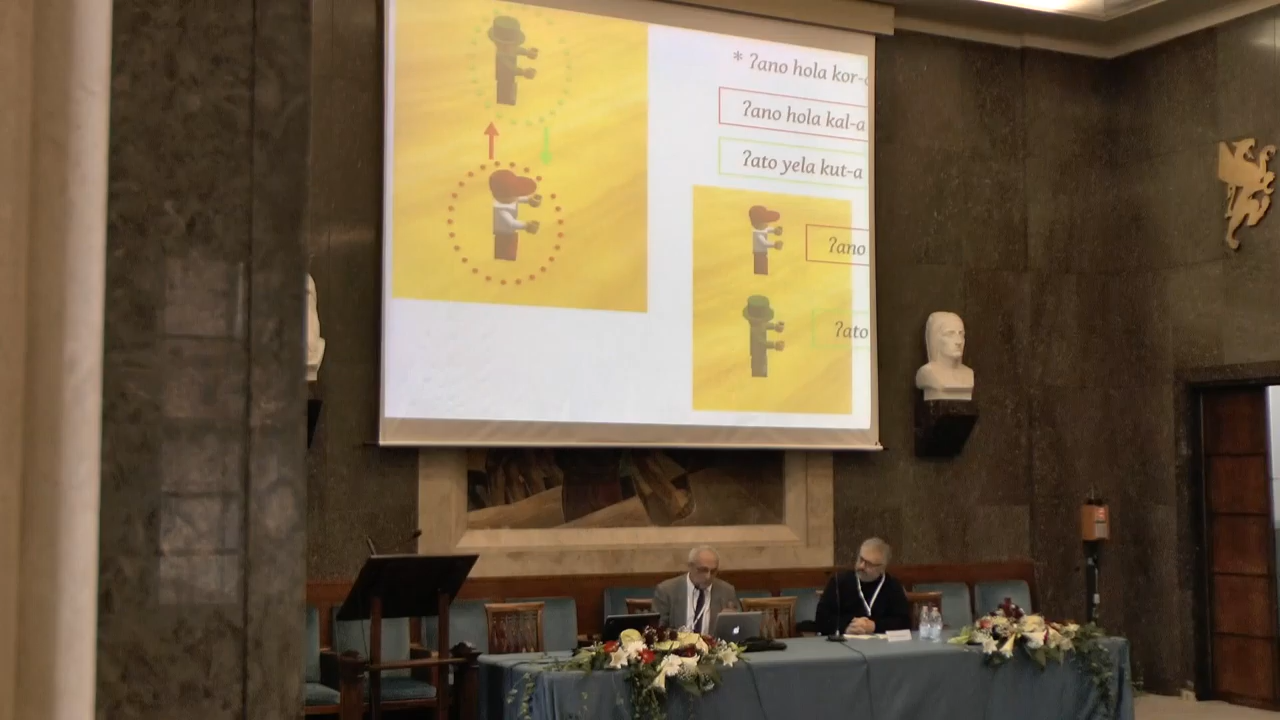 * ʔano hola kor-
ʔano hola kal-a
ʔato yela kut-a
ʔano
ʔato